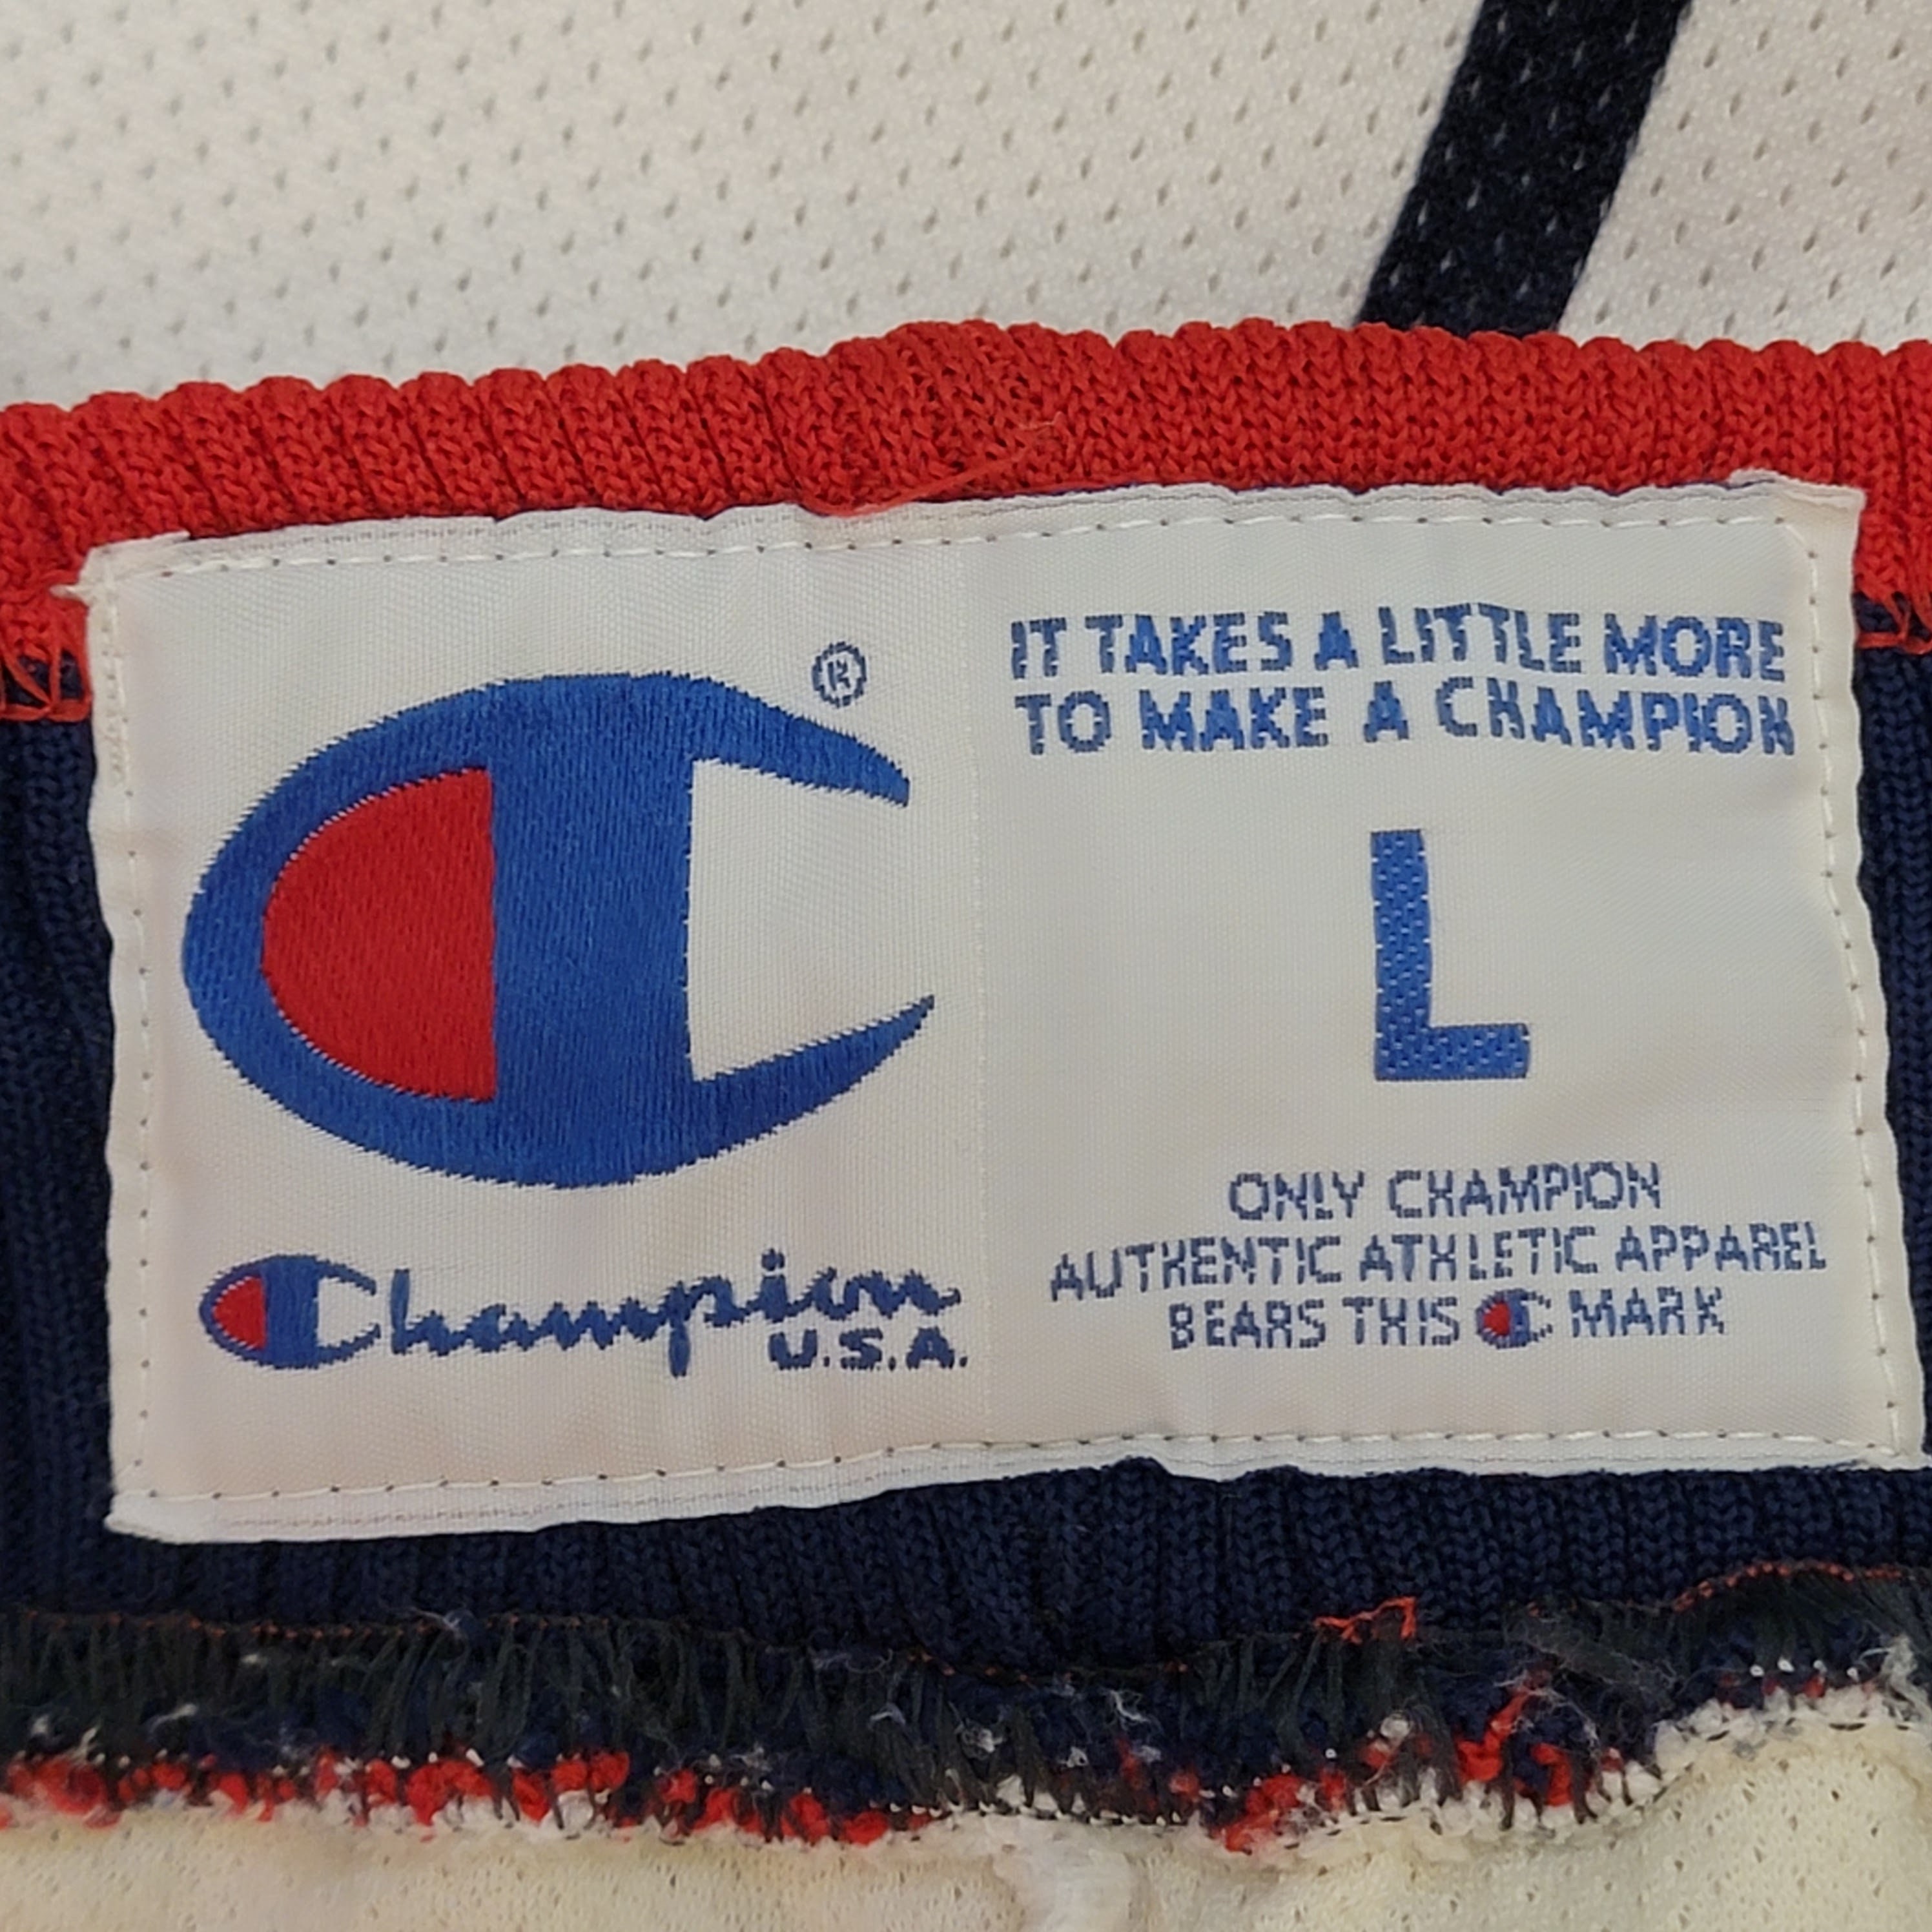 ®
Champion
U.S.A.
IT TAKES A LITTLE MORE
TO MAKE A CHAMPION
L
ONLY CHAMPION
AUTHENTIC ATHLETIC APPAREL
BEARS THIS C MARK